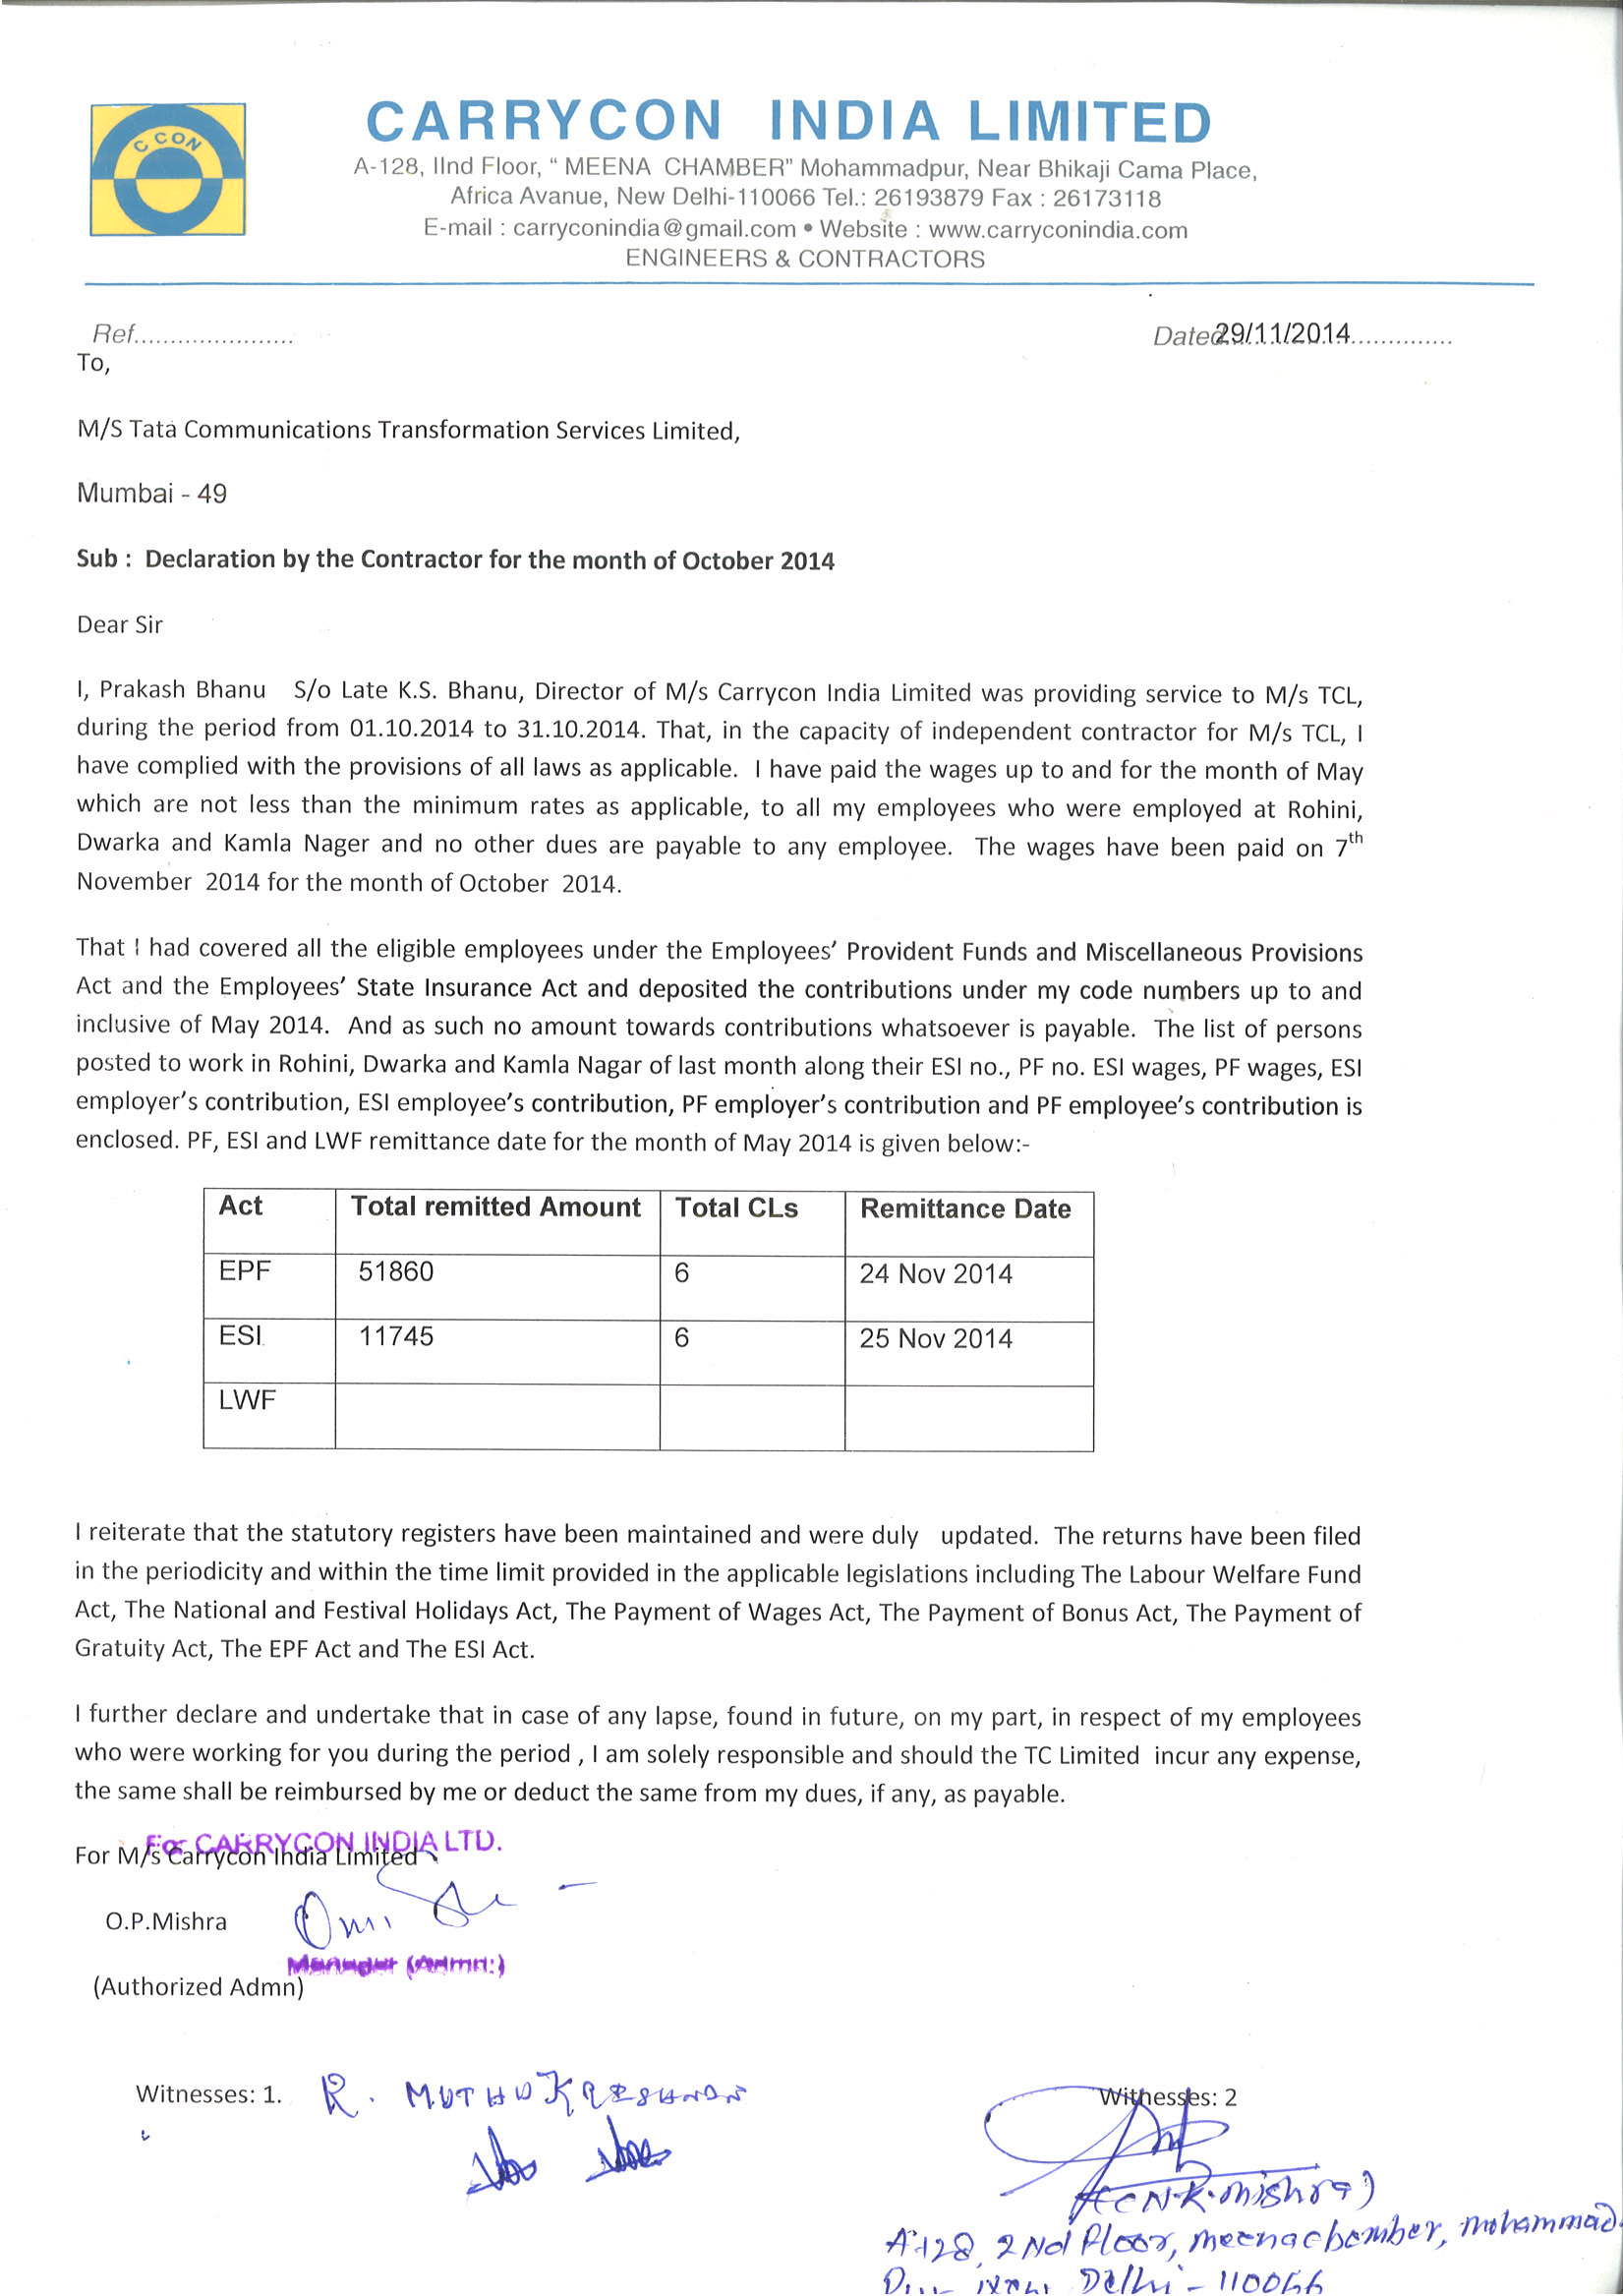 C CON
CARRYCON INDIA LIMITED
A-128, IInd Floor, “ MEENA CHAMBER” Mohammadpur, Near Bhikaji Cama Place,
Africa Avanue, New Delhi-110066 Tel.: 26193879 Fax : 26173118
E-mail : carryconindia@gmail.com • Website : www.carryconindia.com
ENGINEERS & CONTRACTORS
Ref......................
Dated 29/11/2014..............
To,
M/S Tata Communications Transformation Services Limited,
Mumbai - 49
Sub : Declaration by the Contractor for the month of October 2014
Dear Sir
I, Prakash Bhanu S/o Late K.S. Bhanu, Director of M/s Carrycon India Limited was providing service to M/s TCL,
during the period from 01.10.2014 to 31.10.2014. That, in the capacity of independent contractor for M/s TCL, I
have complied with the provisions of all laws as applicable. I have paid the wages up to and for the month of May
which are not less than the minimum rates as applicable, to all my employees who were employed at Rohini,
Dwarka and Kamla Nager and no other dues are payable to any employee. The wages have been paid on 7th
November 2014 for the month of October 2014.
That I had covered all the eligible employees under the Employees’ Provident Funds and Miscellaneous Provisions
Act and the Employees’ State Insurance Act and deposited the contributions under my code numbers up to and
inclusive of May 2014. And as such no amount towards contributions whatsoever is payable. The list of persons
posted to work in Rohini, Dwarka and Kamla Nagar of last month along their ESI no., PF no. ESI wages, PF wages, ESI
employer’s contribution, ESI employee’s contribution, PF employer’s contribution and PF employee’s contribution is
enclosed. PF, ESI and LWF remittance date for the month of May 2014 is given below:-
Act Total remitted Amount Total CLs Remittance Date
EPF 51860 6 24 Nov 2014
ESI 11745 6 25 Nov 2014
LWF
I reiterate that the statutory registers have been maintained and were duly updated. The returns have been filed
in the periodicity and within the time limit provided in the applicable legislations including The Labour Welfare Fund
Act, The National and Festival Holidays Act, The Payment of Wages Act, The Payment of Bonus Act, The Payment of
Gratuity Act, The EPF Act and The ESI Act.
I further declare and undertake that in case of any lapse, found in future, on my part, in respect of my employees
who were working for you during the period , I am solely responsible and should the TC Limited incur any expense,
the same shall be reimbursed by me or deduct the same from my dues, if any, as payable.
For CARRYCON INDIA LTD.
For M/s Carrycon India Limited
O.P.Mishra
Manager (Admn.)
(Authorized Admn)
Witnesses: 1. R. MUTHUKRESHNAN
Witnesses: 2
(N.K. Mishra)
A-128, 2Nd Floor, Meenachember, Mohammad
New Delhi - 110066